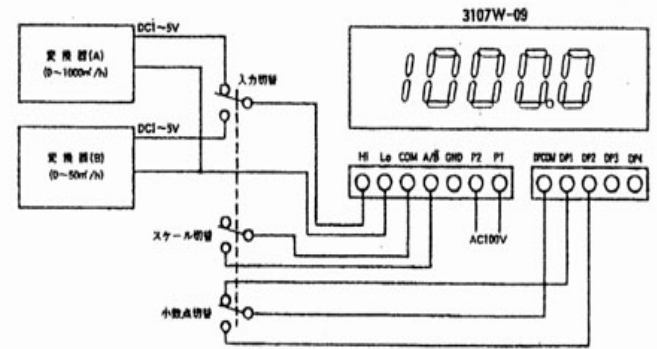 3107W-09
DC1~5V
変換器(A)
(0~1000㎥/h)
入力切替
10000.0
DC1~5V
変換器(B)
(0~50㎥/h)
HI Lo COM A/B̅ GND P2 P1
DPCOM DP1 DP2 DP3 DP4
スケール切替
AC100V
小数点切替